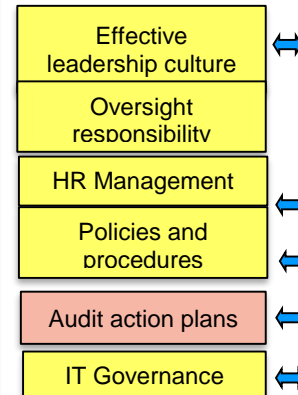 Effective
leadership culture
Oversight
responsibility
HR Management
Policies and
procedures
Audit action plans
IT Governance